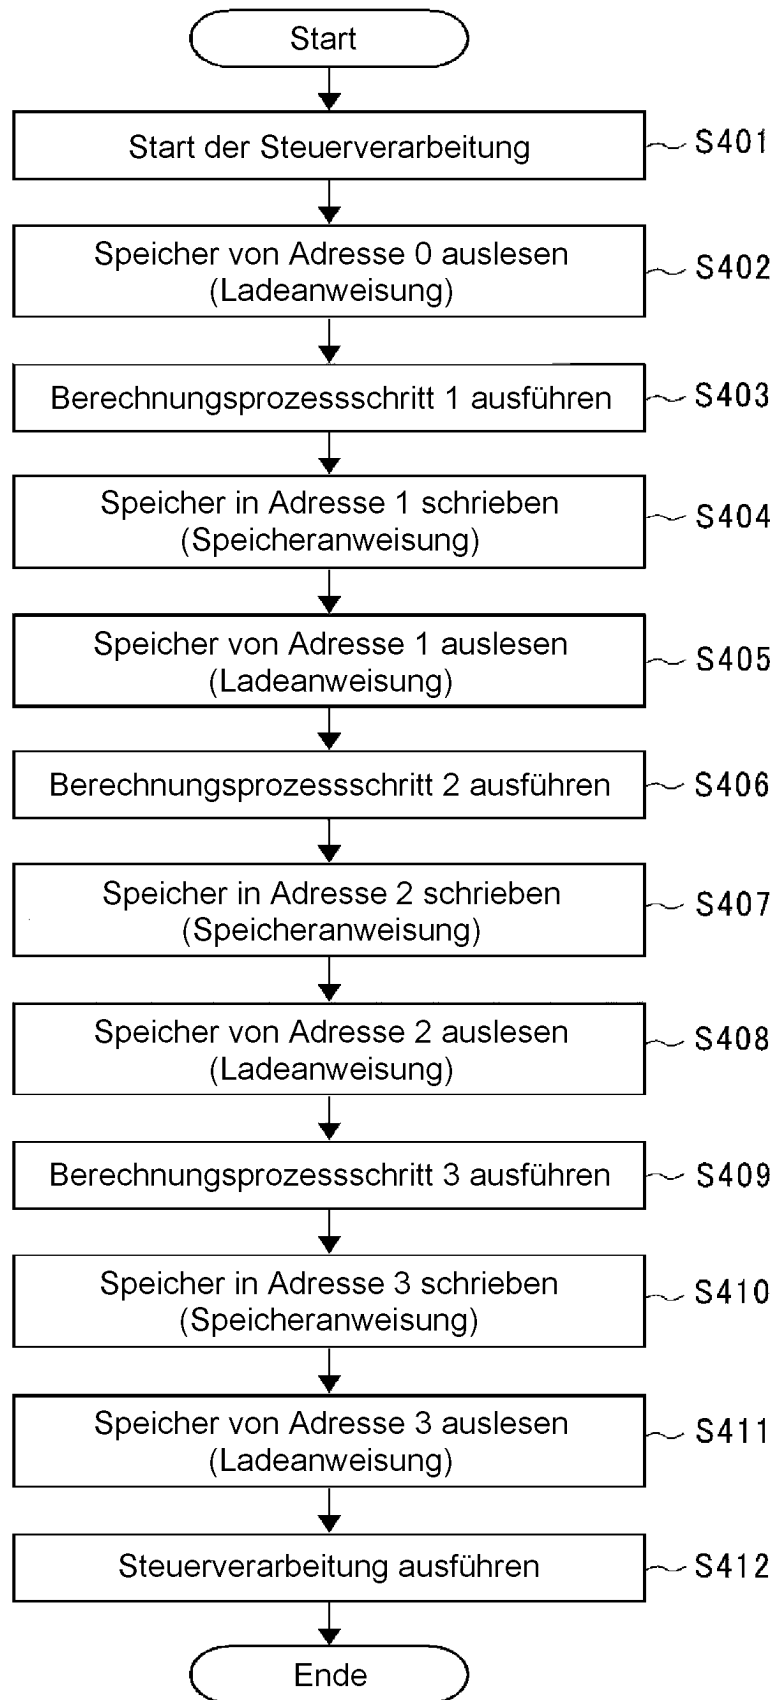 Start
Start der Steuerverarbeitung
S401
Speicher von Adresse 0 auslesen
(Ladeanweisung)
S402
Berechnungsprozessschritt 1 ausführen
S403
Speicher in Adresse 1 schrieben
(Speicheranweisung)
S404
Speicher von Adresse 1 auslesen
(Ladeanweisung)
S405
Berechnungsprozessschritt 2 ausführen
S406
Speicher in Adresse 2 schrieben
(Speicheranweisung)
S407
Speicher von Adresse 2 auslesen
(Ladeanweisung)
S408
Berechnungsprozessschritt 3 ausführen
S409
Speicher in Adresse 3 schrieben
(Speicheranweisung)
S410
Speicher von Adresse 3 auslesen
(Ladeanweisung)
S411
Steuerverarbeitung ausführen
S412
Ende